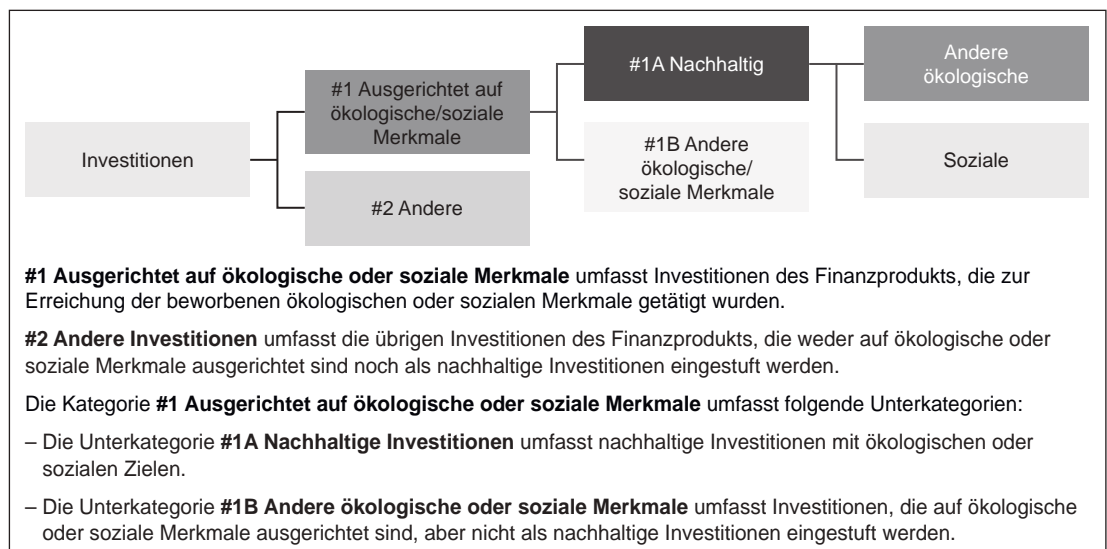 Investitionen
#1 Ausgerichtet auf
ökologische/soziale
Merkmale
#2 Andere
#1A Nachhaltig
#1B Andere
ökologische/
soziale Merkmale
Andere
ökologische
Soziale
#1 Ausgerichtet auf ökologische oder soziale Merkmale umfasst Investitionen des Finanzprodukts, die zur
Erreichung der beworbenen ökologischen oder sozialen Merkmale getätigt wurden.
#2 Andere Investitionen umfasst die übrigen Investitionen des Finanzprodukts, die weder auf ökologische oder
soziale Merkmale ausgerichtet sind noch als nachhaltige Investitionen eingestuft werden.
Die Kategorie #1 Ausgerichtet auf ökologische oder soziale Merkmale umfasst folgende Unterkategorien:
– Die Unterkategorie #1A Nachhaltige Investitionen umfasst nachhaltige Investitionen mit ökologischen oder
sozialen Zielen.
– Die Unterkategorie #1B Andere ökologische oder soziale Merkmale umfasst Investitionen, die auf ökologische
oder soziale Merkmale ausgerichtet sind, aber nicht als nachhaltige Investitionen eingestuft werden.